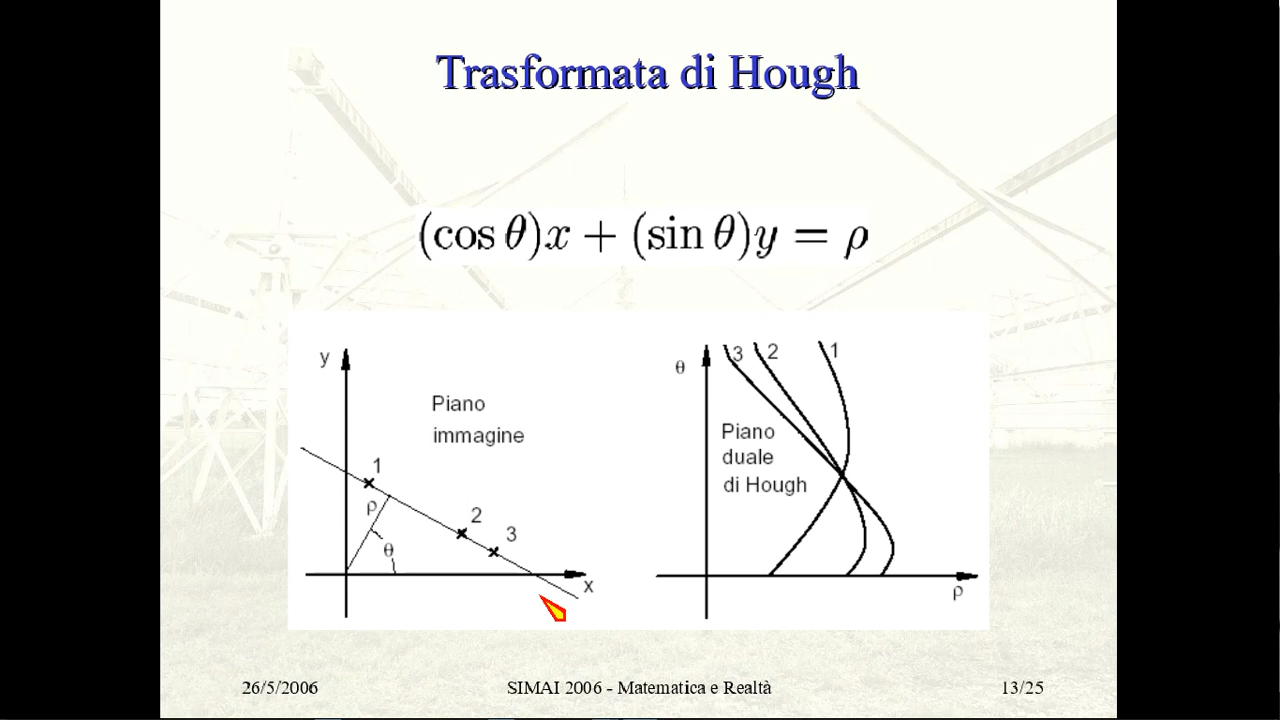 Trasformata di Hough
(cos θ)x + (sin θ)y = ρ
y
Piano
immagine
1
ρ
2
3
θ
x
θ
3
2
1
Piano
duale
di Hough
ρ
26/5/2006
SIMAI 2006 - Matematica e Realtà
13/25